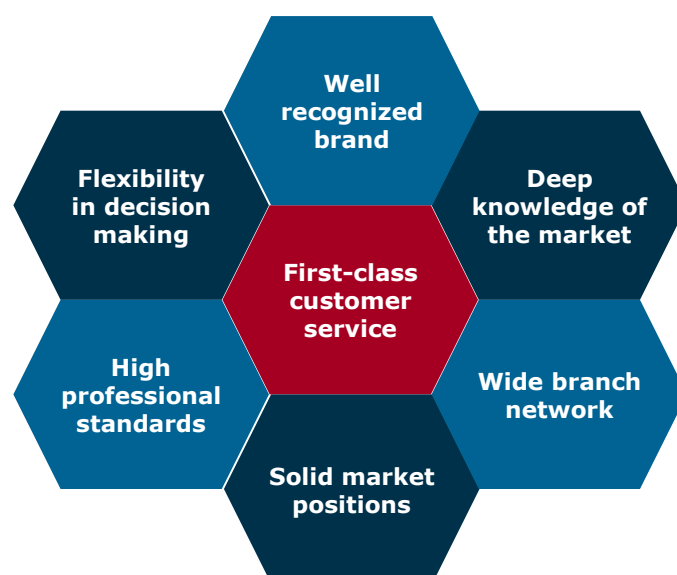 Well
recognized
brand
Flexibility
in decision
making
Deep
knowledge of
the market
First-class
customer
service
High
professional
standards
Wide branch
network
Solid market
positions